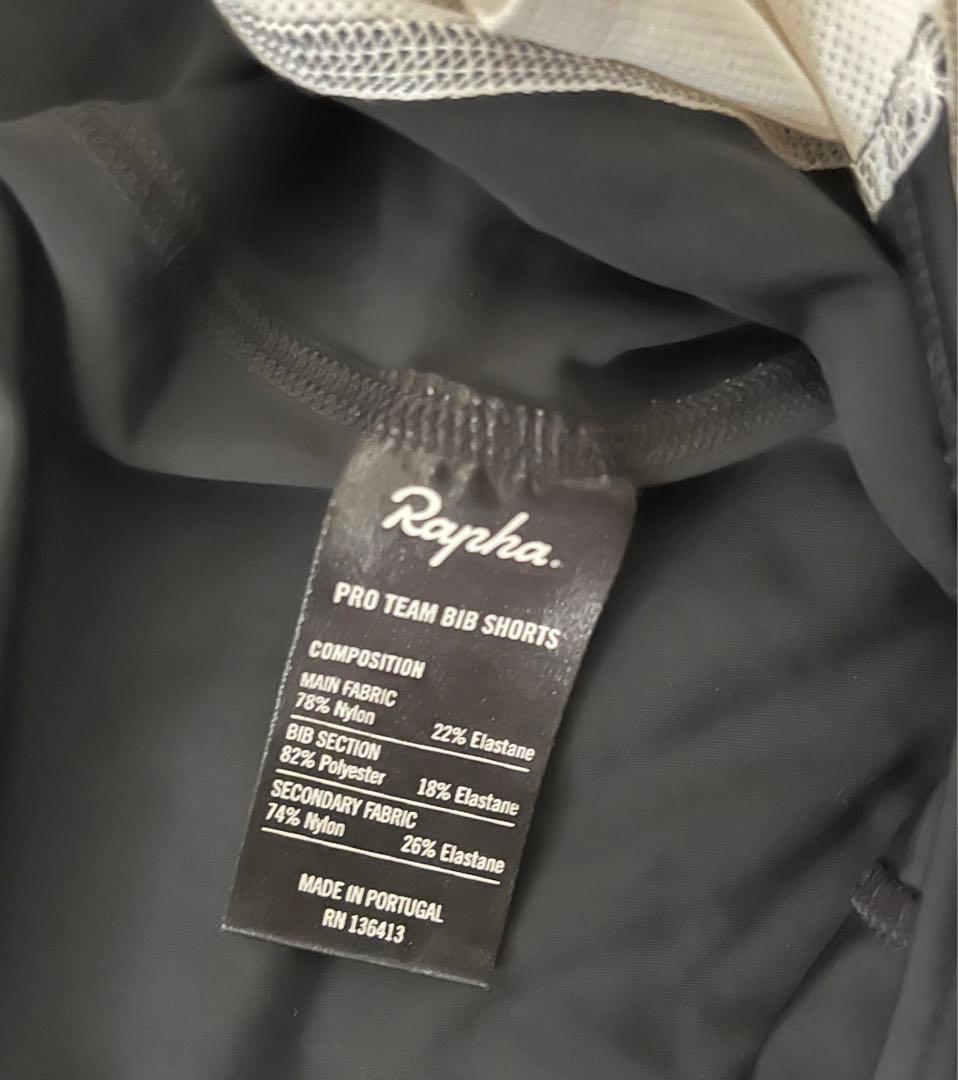 Rapha.
PRO TEAM BIB SHORTS
COMPOSITION
MAIN FABRIC
78% Nylon 22% Elastane
BIB SECTION
82% Polyester 18% Elastane
SECONDARY FABRIC
74% Nylon 26% Elastane
MADE IN PORTUGAL
RN 136413